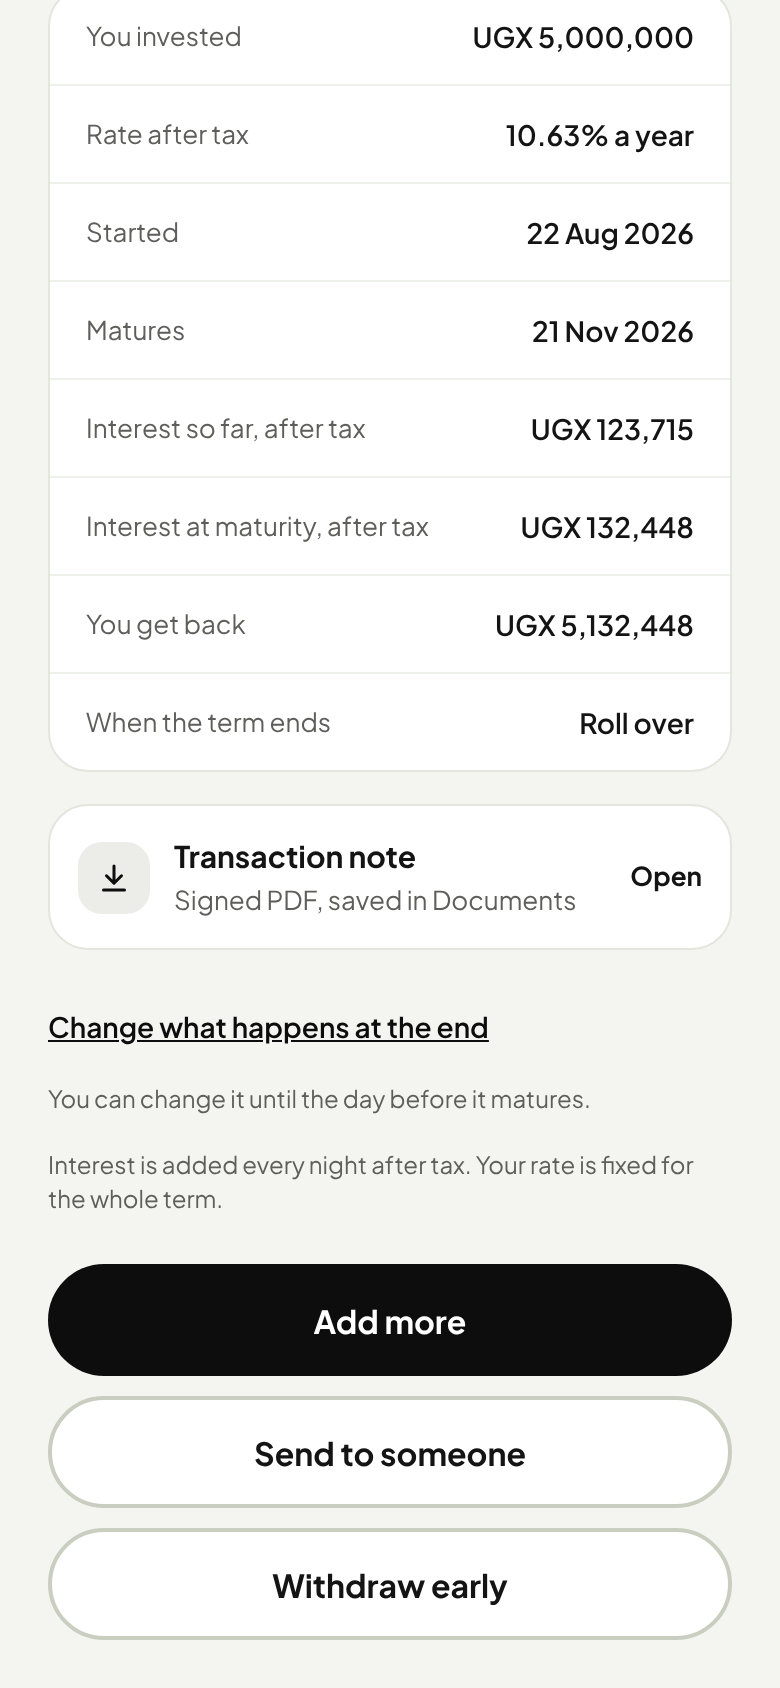 You invested UGX 5,000,000
Rate after tax 10.63% a year
Started 22 Aug 2026
Matures 21 Nov 2026
Interest so far, after tax UGX 123,715
Interest at maturity, after tax UGX 132,448
You get back UGX 5,132,448
When the term ends Roll over
Transaction note
Signed PDF, saved in Documents
Open
Change what happens at the end
You can change it until the day before it matures.
Interest is added every night after tax. Your rate is fixed for
the whole term.
Add more
Send to someone
Withdraw early